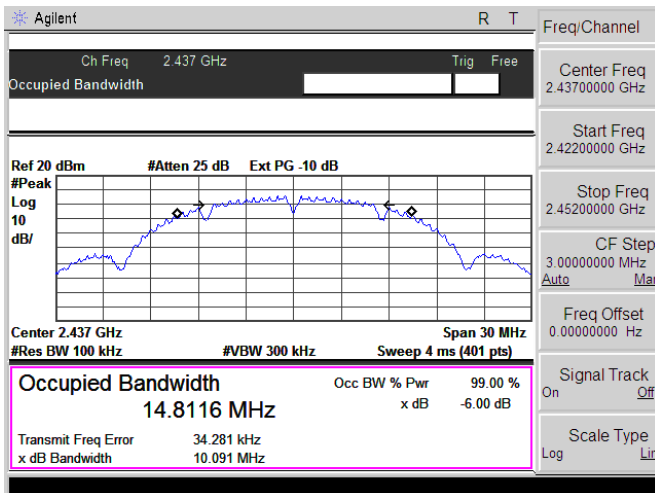 Agilent R T
Ch Freq 2.437 GHz Trig Free
Occupied Bandwidth
Ref 20 dBm #Atten 25 dB Ext PG -10 dB
#Peak
Log
10
dB/
Center 2.437 GHz Span 30 MHz
#Res BW 100 kHz #VBW 300 kHz Sweep 4 ms (401 pts)
Occupied Bandwidth Occ BW % Pwr 99.00 %
14.8116 MHz x dB -6.00 dB
Transmit Freq Error 34.281 kHz
x dB Bandwidth 10.091 MHz
Freq/Channel
Center Freq
2.43700000 GHz
Start Freq
2.42200000 GHz
Stop Freq
2.45200000 GHz
CF Step
3.00000000 MHz
Auto Mar
Freq Offset
0.00000000 Hz
Signal Track
On Off
Scale Type
Log Lin